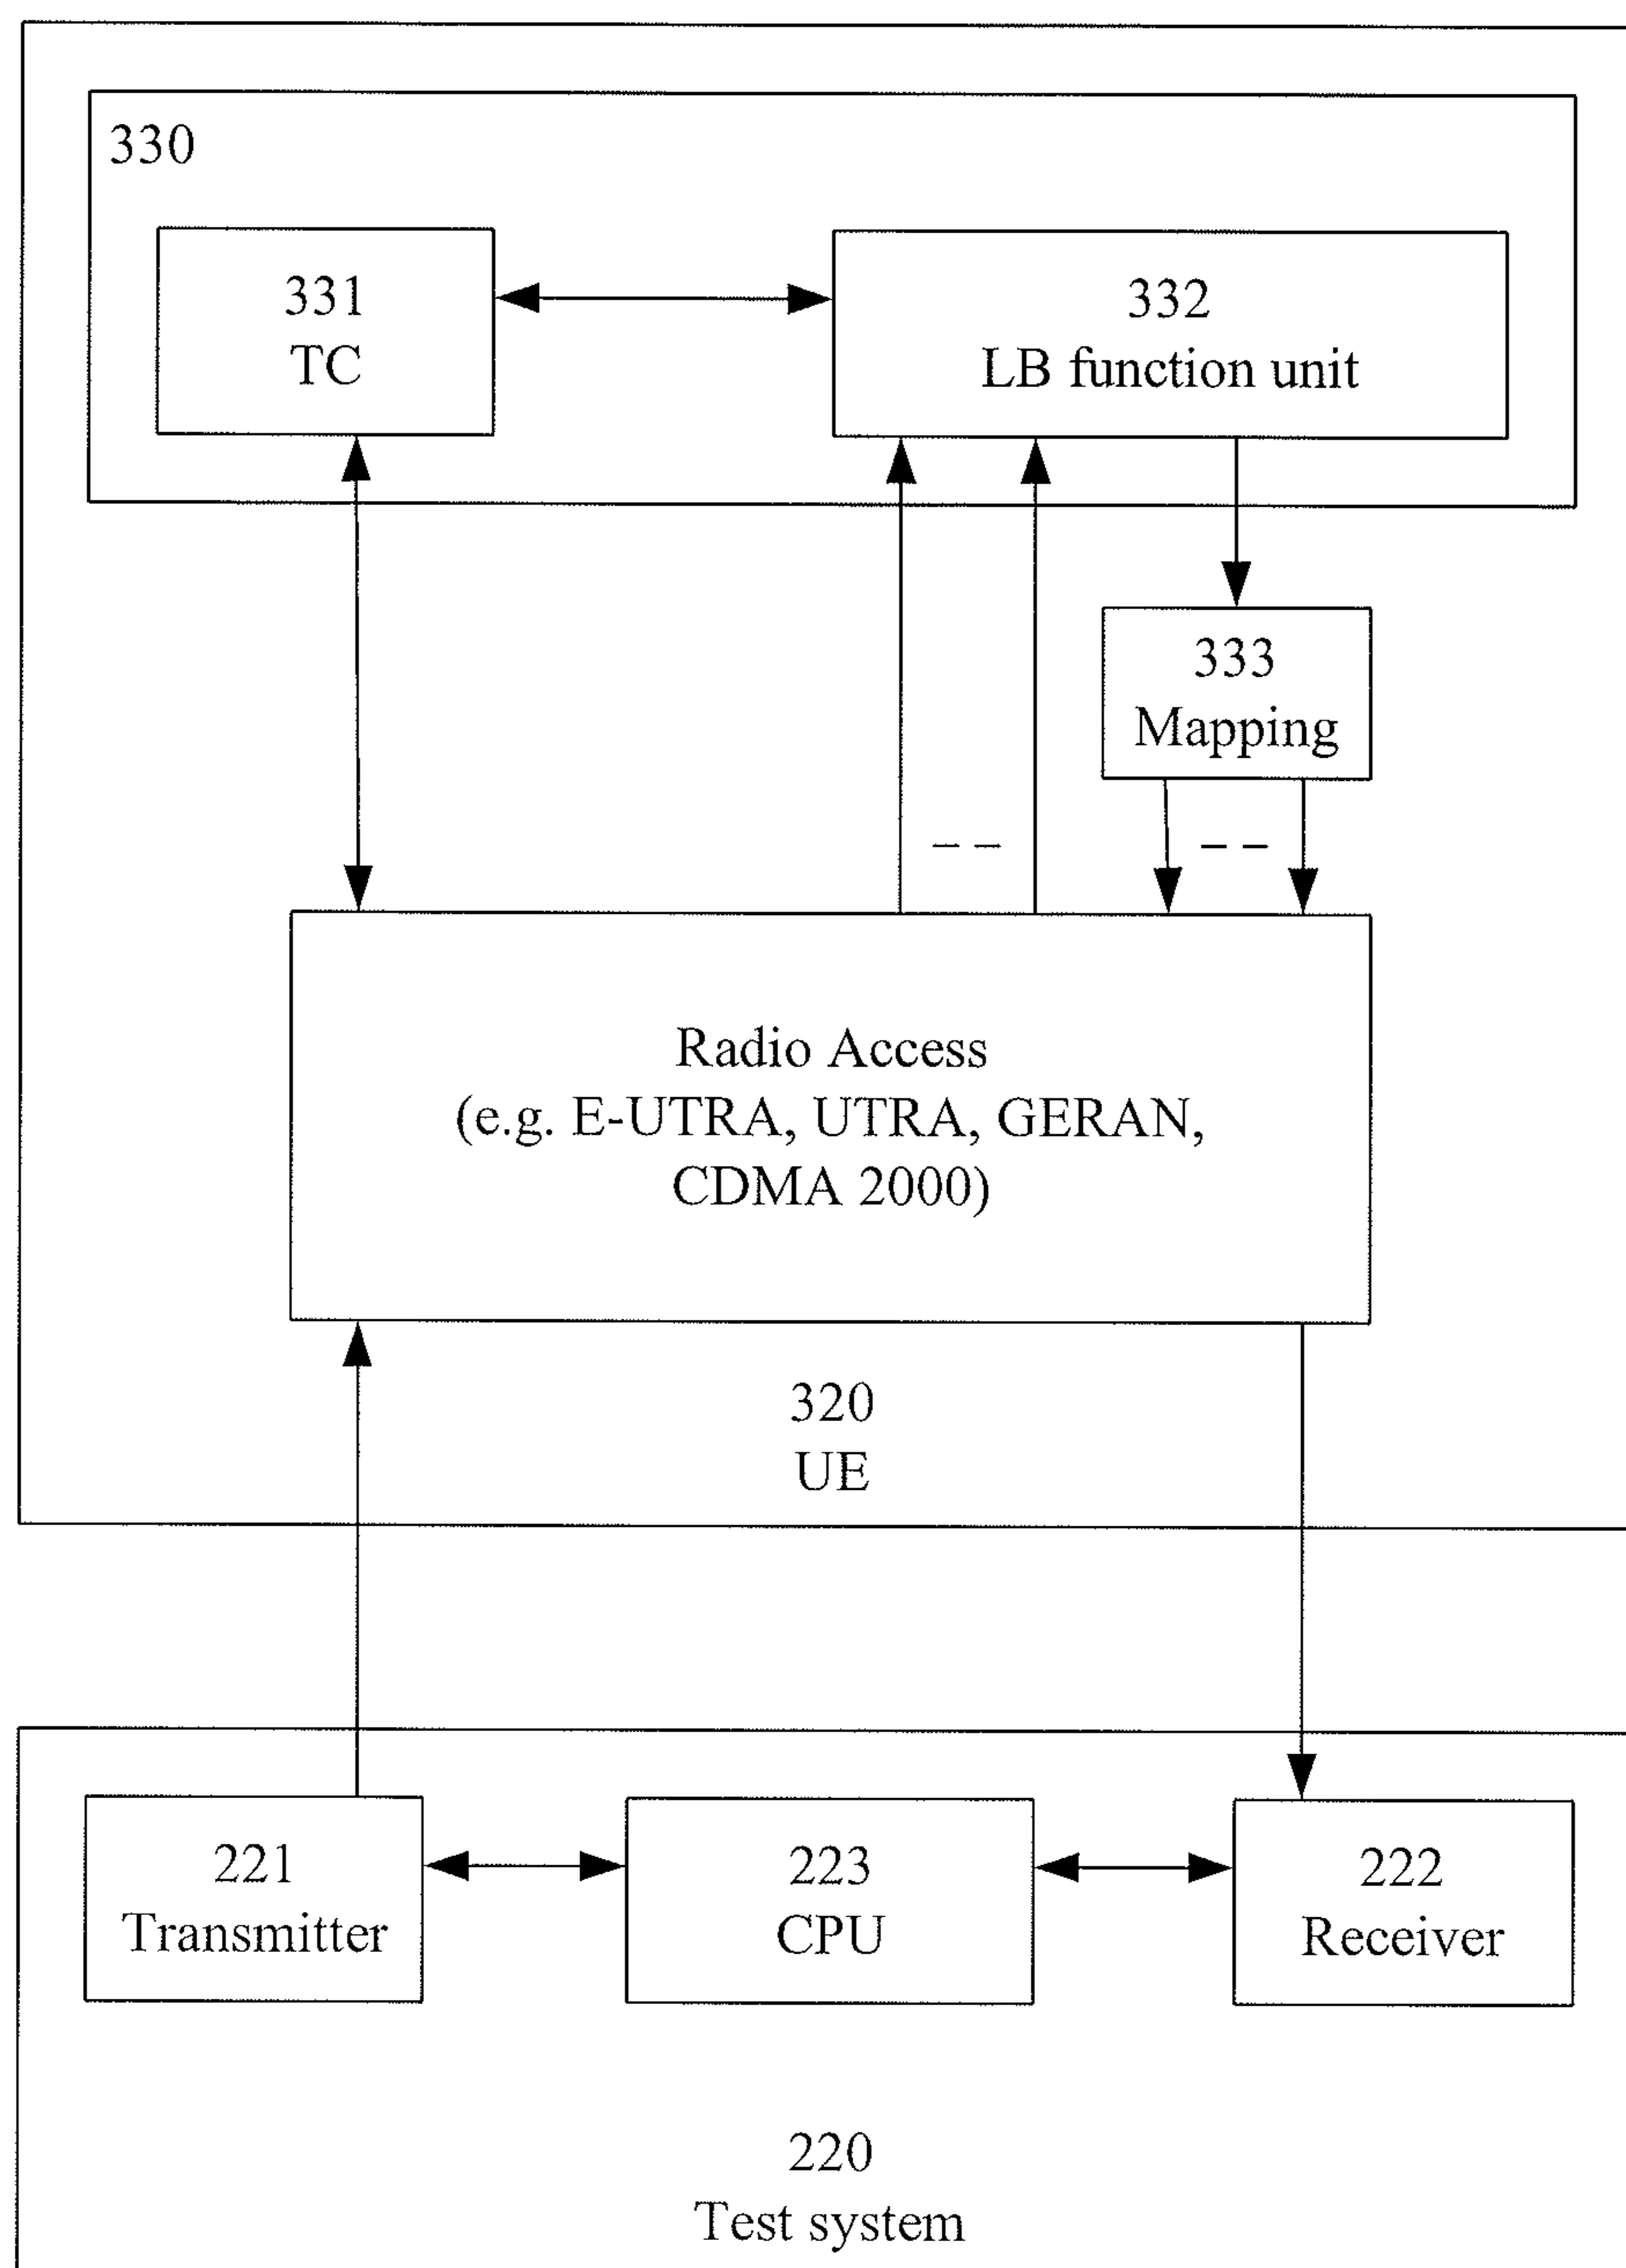 330
331
TC
332
LB function unit
333
Mapping
Radio Access
(e.g. E-UTRA, UTRA, GERAN,
CDMA 2000)
320
UE
221
Transmitter
223
CPU
222
Receiver
220
Test system